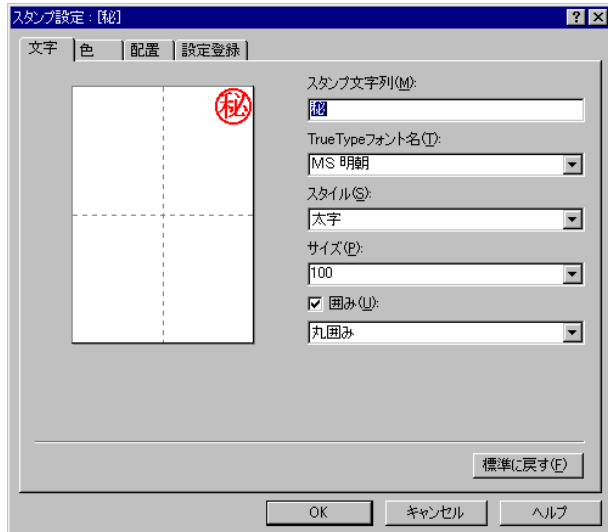 スタンプ設定：[秘]
文字 色 配置 設定登録
秘
スタンプ文字列(M):
秘
TrueTypeフォント名(T):
MS 明朝
スタイル(S):
太字
サイズ(P):
100
囲み(U):
丸囲み
標準に戻す(F)
OK キャンセル ヘルプ